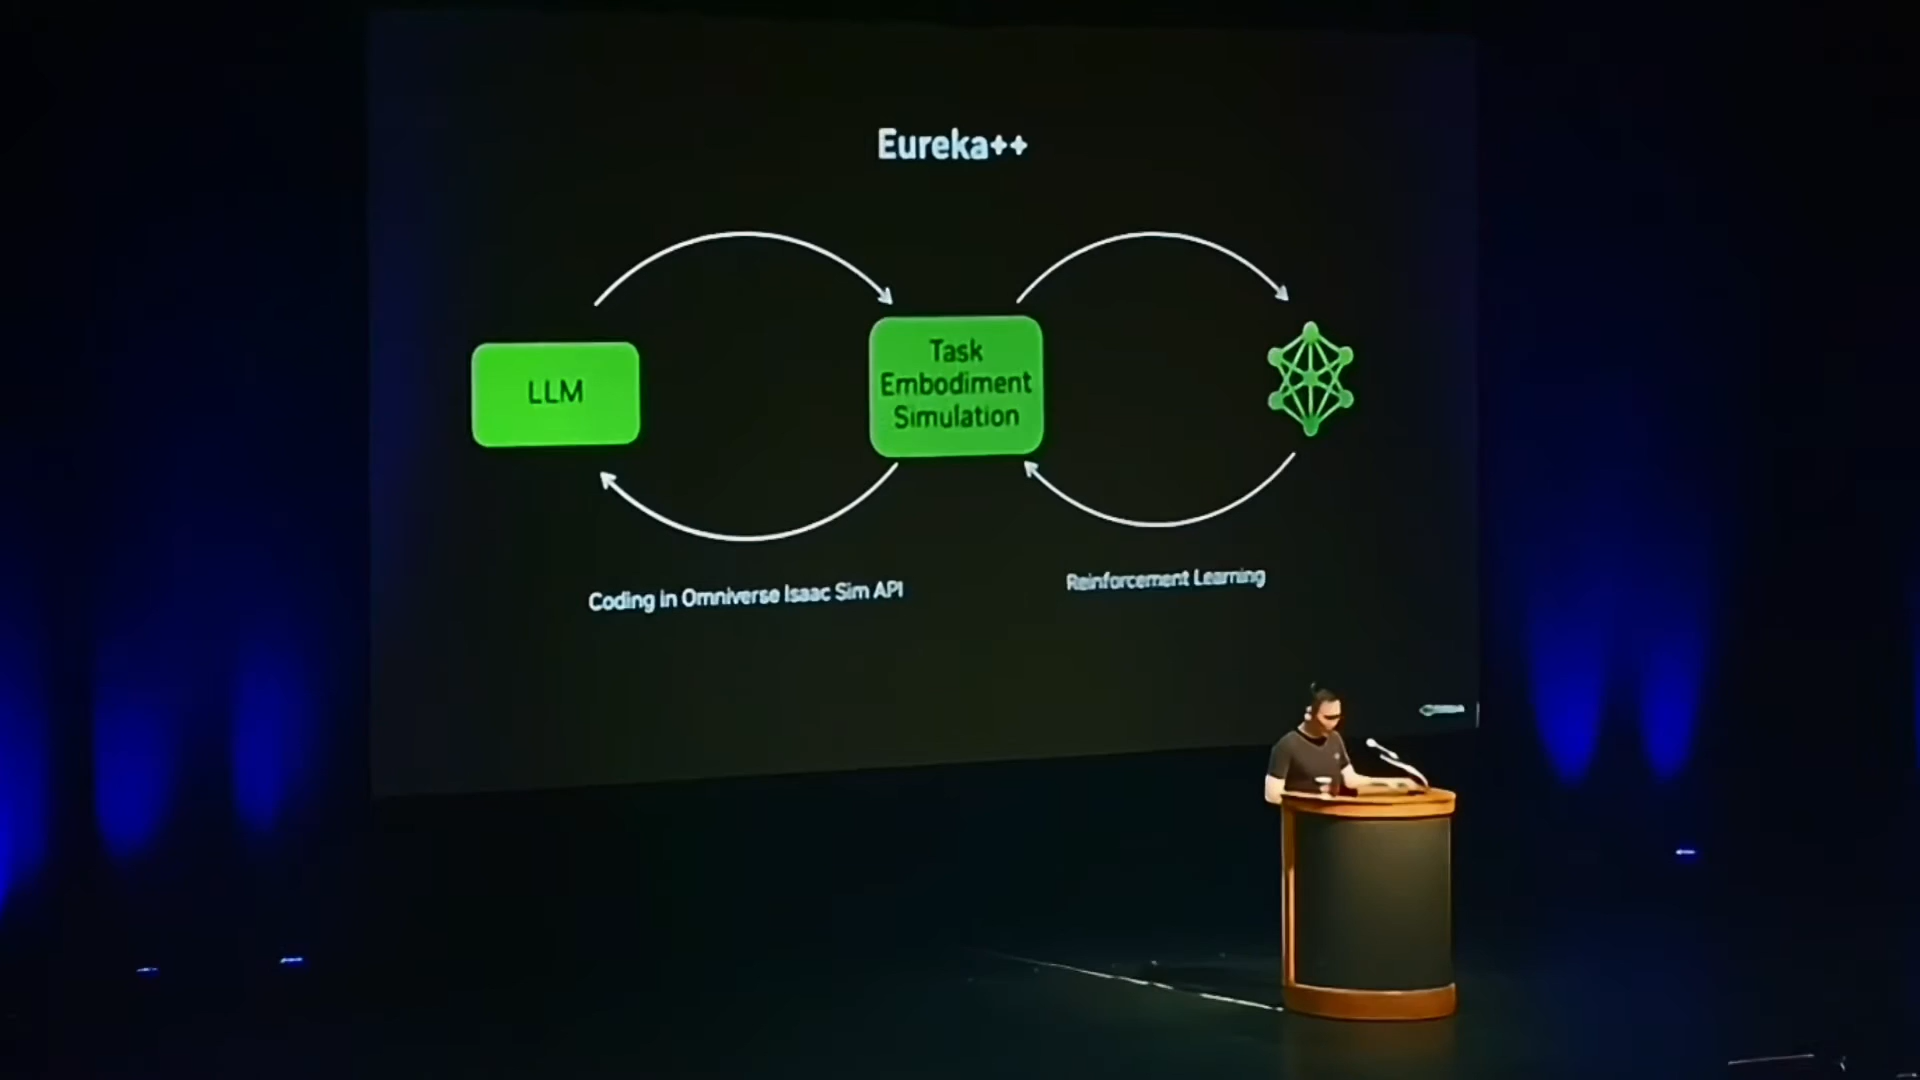 Eureka++
LLM
Task
Embodiment
Simulation
Coding in Omniverse Isaac Sim API
Reinforcement Learning